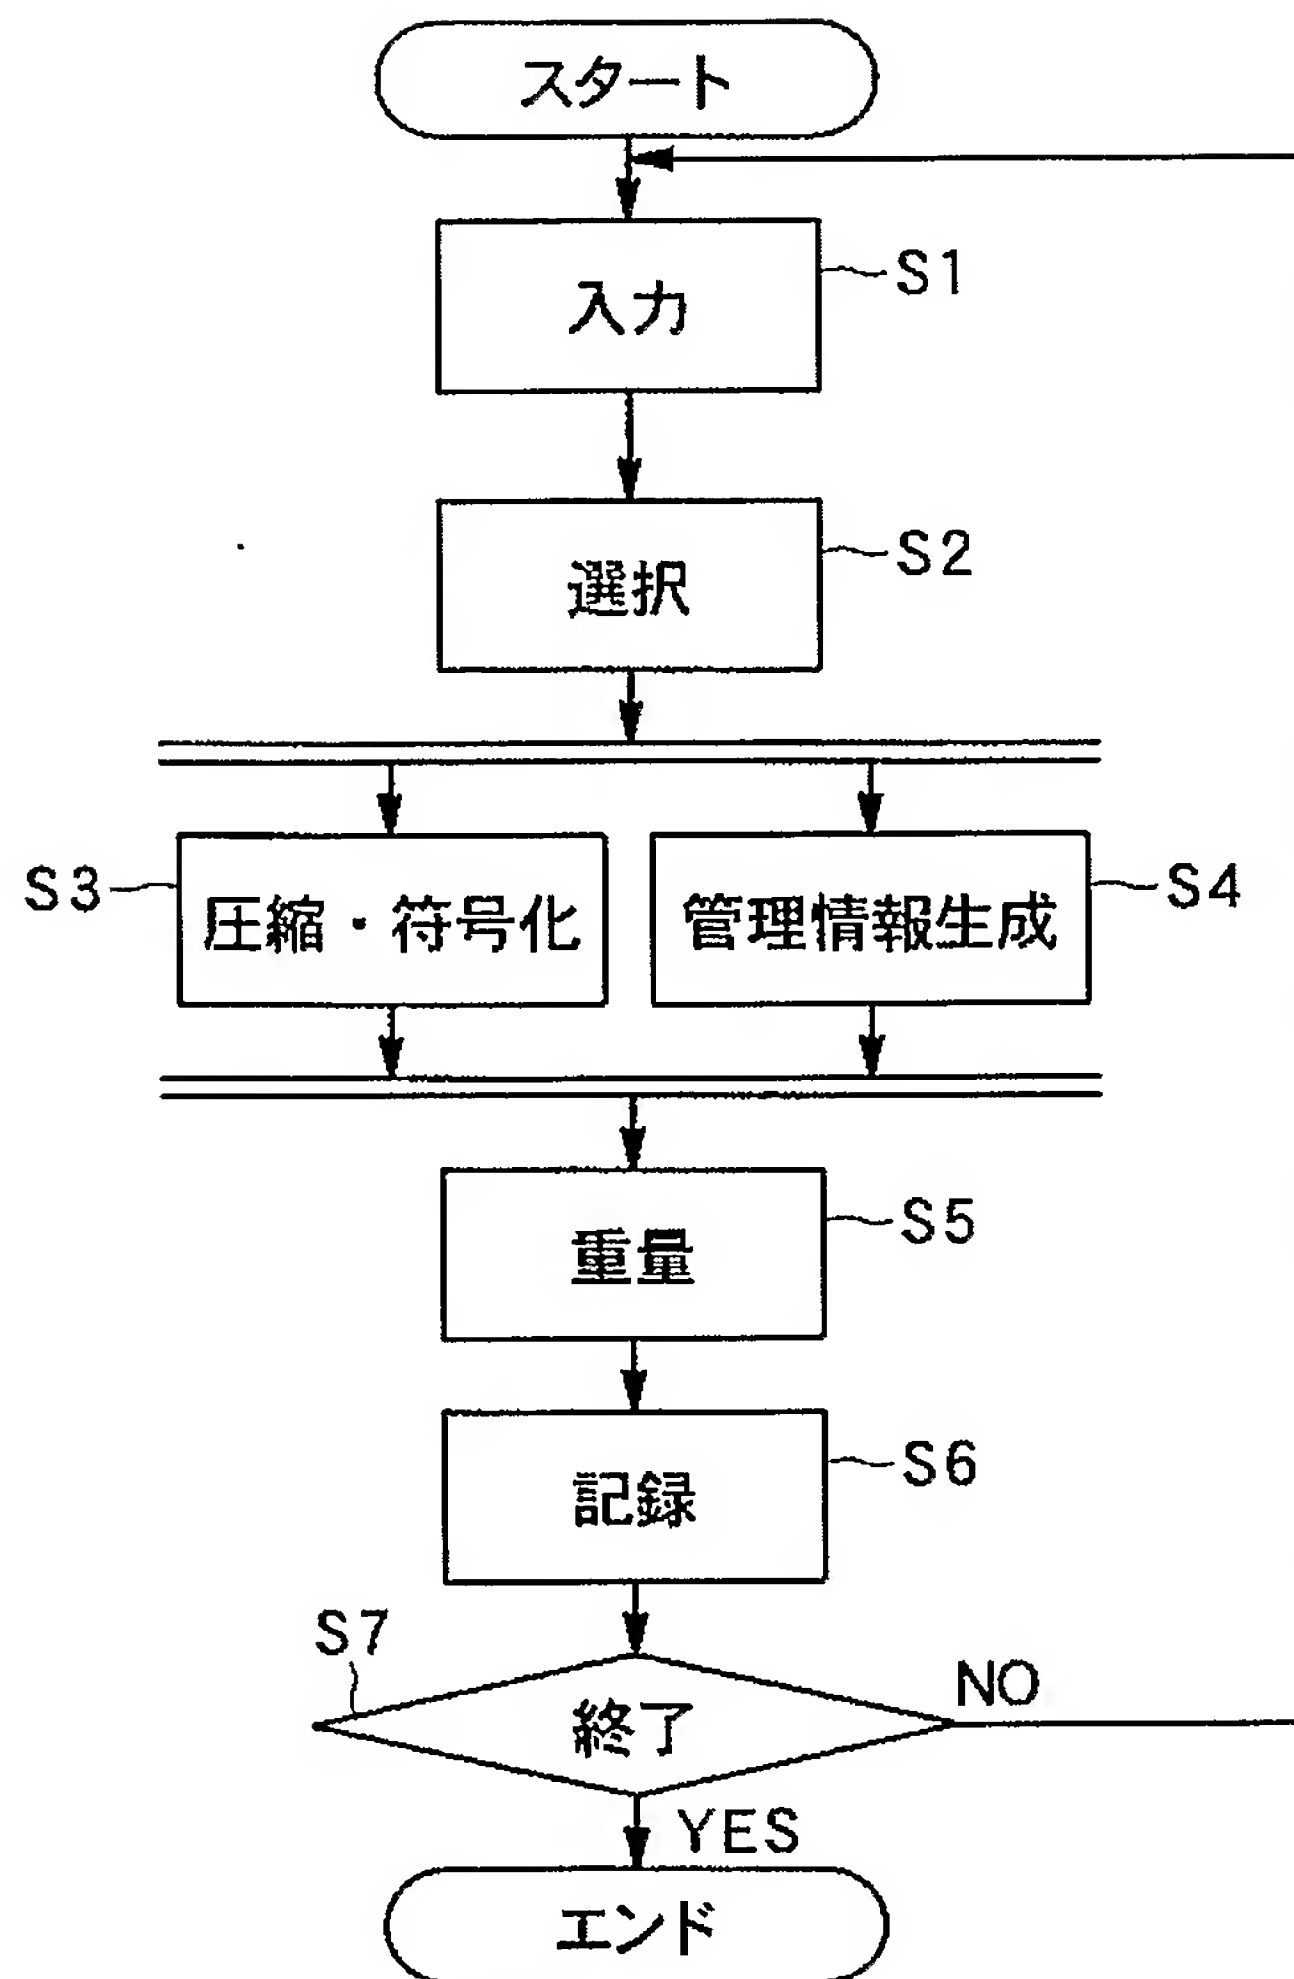 スタート
入力
S1
選択
S2
S3
圧縮・符号化
管理情報生成
S4
重量
S5
記録
S6
S7
終了
NO
YES
エンド